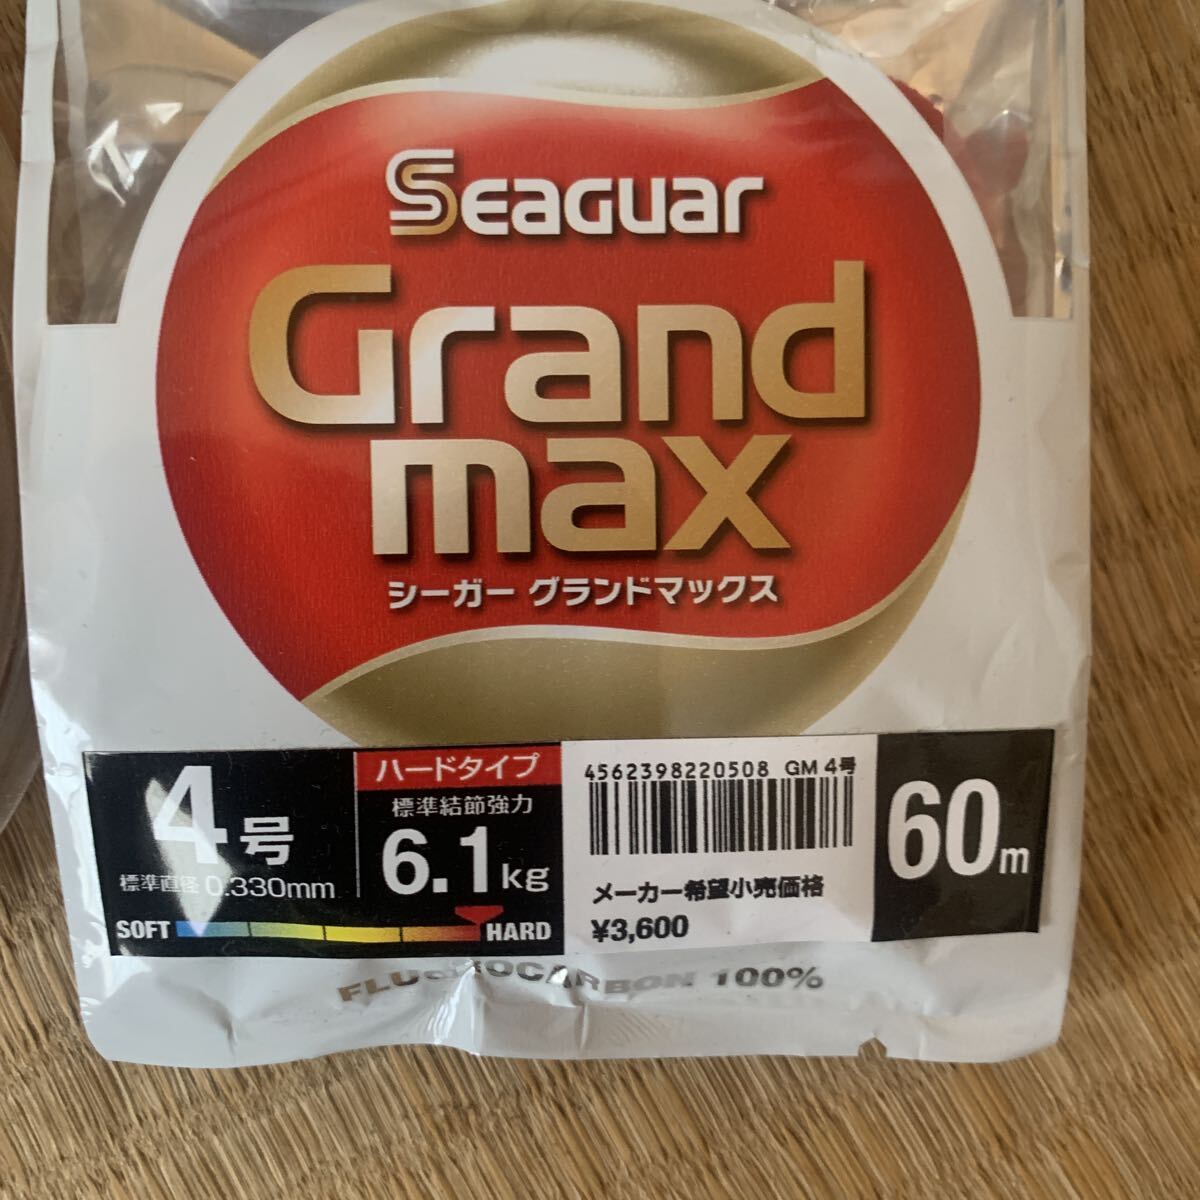 SEAGUAR
Grand
max
シーガー グランドマックス
4号
標準直径 0.330mm
ハードタイプ
標準結節強力
6.1kg
SOFT HARD
4562398220508 GM 4号
メーカー希望小売価格
¥3,600
60m
FLUOROCARBON 100%